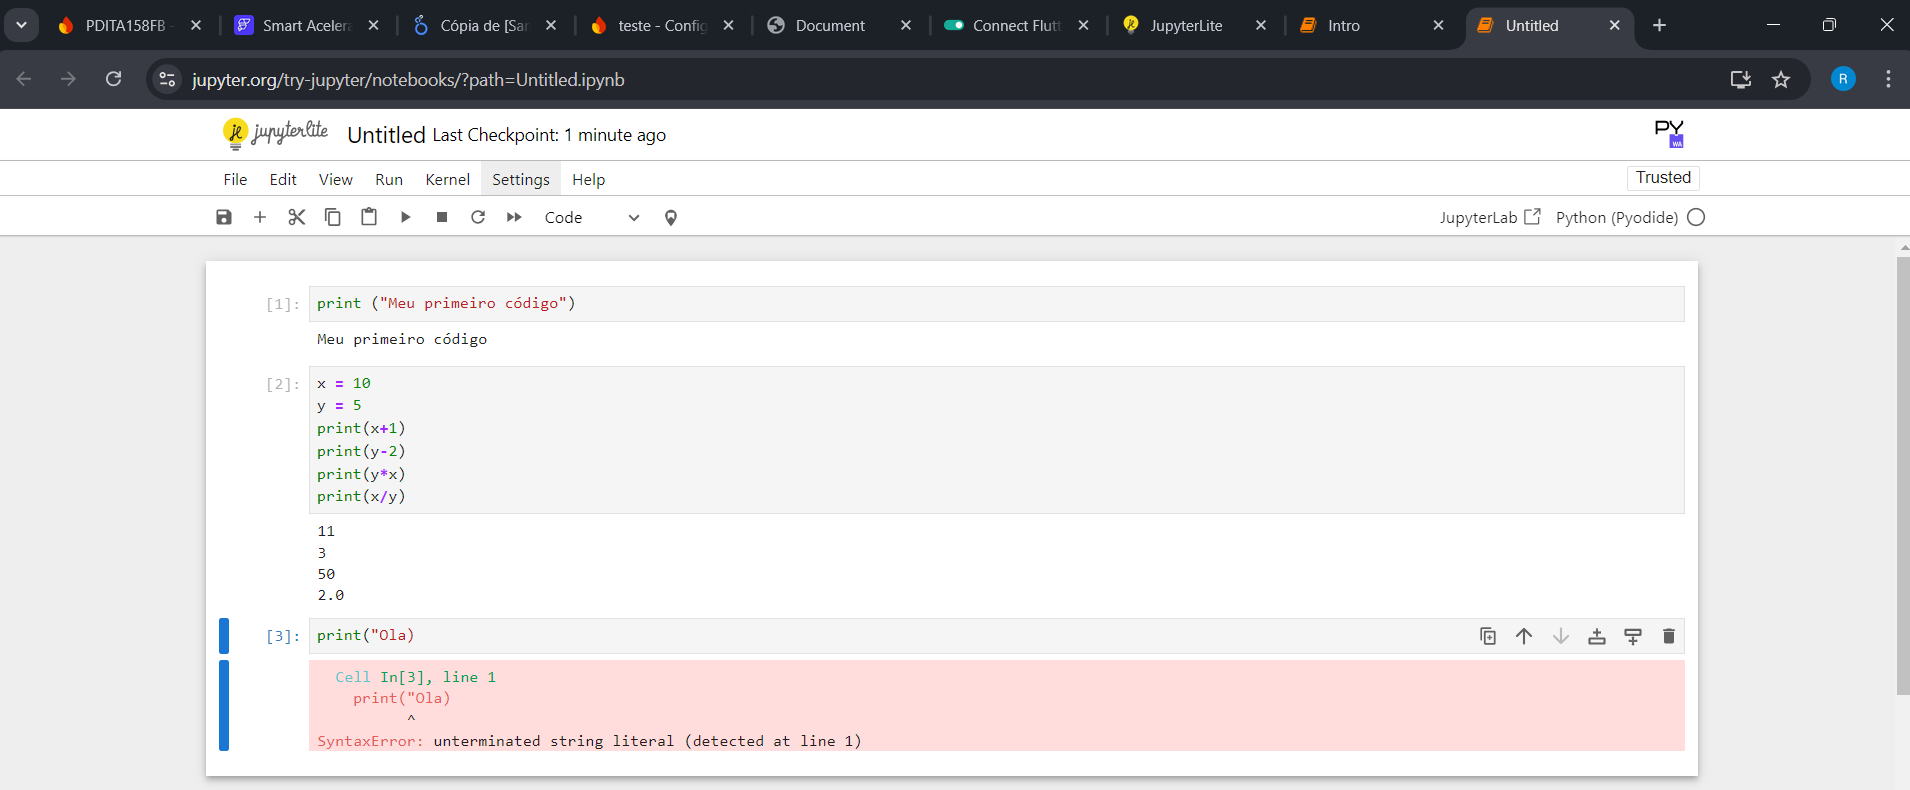 PDITA158FB -
Smart Acelera
Cópia de [Sar
teste - Config
Document
Connect Flutt
JupyterLite
Intro
Untitled
jupyter.org/try-jupyter/notebooks/?path=Untitled.ipynb
R
jupyterlite
Untitled Last Checkpoint: 1 minute ago
PY
WA
File Edit View Run Kernel Settings Help
Trusted
Code
JupyterLab Python (Pyodide)
[1]: print ("Meu primeiro código")
Meu primeiro código
[2]: x = 10
y = 5
print(x+1)
print(y-2)
print(y*x)
print(x/y)
11
3
50
2.0
[3]: print("Ola)
Cell In[3], line 1
print("Ola)
^
SyntaxError: unterminated string literal (detected at line 1)